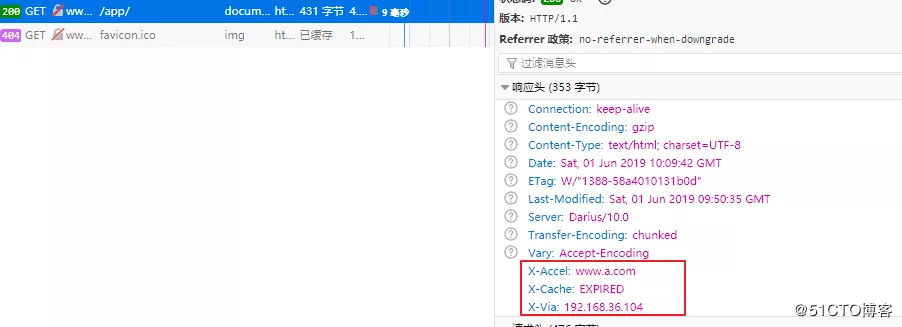 200 GET ww... /app/ docum... ht... 431 字节 4.... 9 毫秒
404 GET ww... favicon.ico img ht... 已缓存 1...
版本: HTTP/1.1
Referrer 政策: no-referrer-when-downgrade
过滤消息头
响应头 (353 字节)
Connection: keep-alive
Content-Encoding: gzip
Content-Type: text/html; charset=UTF-8
Date: Sat, 01 Jun 2019 10:09:42 GMT
ETag: W/"1388-58a4010131b0d"
Last-Modified: Sat, 01 Jun 2019 09:50:35 GMT
Server: Darius/10.0
Transfer-Encoding: chunked
Vary: Accept-Encoding
X-Accel: www.a.com
X-Cache: EXPIRED
X-Via: 192.168.36.104
@51CTO博客